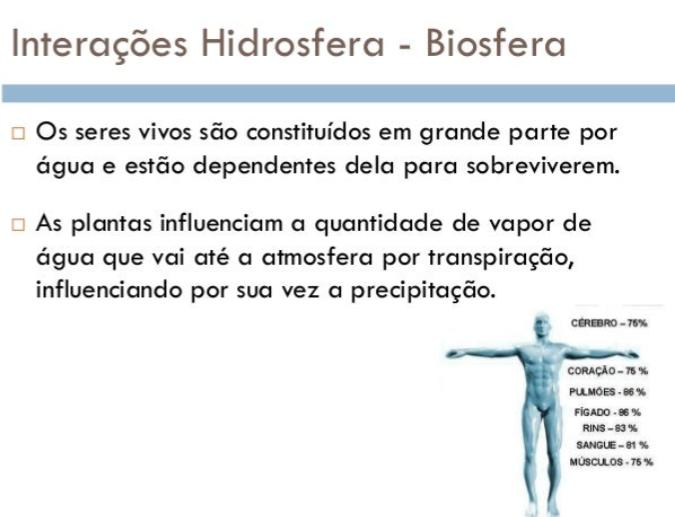 Interações Hidrosfera - Biosfera
Os seres vivos são constituídos em grande parte por
água e estão dependentes dela para sobreviverem.
As plantas influenciam a quantidade de vapor de
água que vai até a atmosfera por transpiração,
influenciando por sua vez a precipitação.
CÉREBRO – 75%
CORAÇÃO – 75 %
PULMÕES - 86 %
FÍGADO - 86 %
RINS – 83 %
SANGUE – 81 %
MÚSCULOS - 75 %